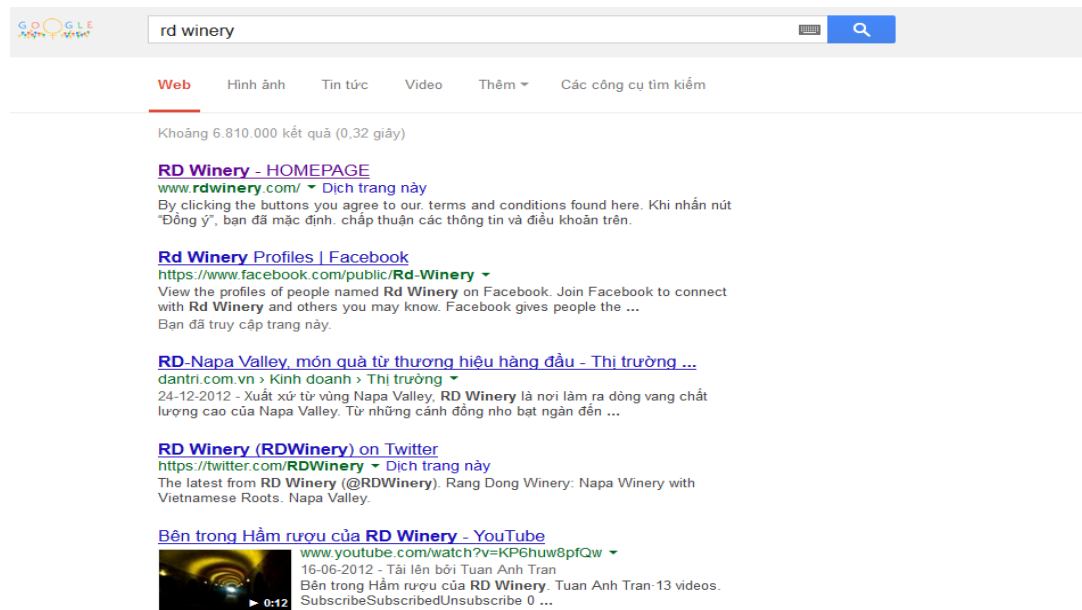 GOOGLE
rd winery
Web Hình ảnh Tin tức Video Thêm Các công cụ tìm kiếm
Khoảng 6.810.000 kết quả (0,32 giây)
RD Winery - HOMEPAGE
www.rdwinery.com/ Dịch trang này
By clicking the buttons you agree to our. terms and conditions found here. Khi nhấn nút
“Đồng ý”, bạn đã mặc định. chấp thuận các thông tin và điều khoản trên.
Rd Winery Profiles | Facebook
https://www.facebook.com/public/Rd-Winery
View the profiles of people named Rd Winery on Facebook. Join Facebook to connect
with Rd Winery and others you may know. Facebook gives people the ...
Bạn đã truy cập trang này.
RD-Napa Valley, món quà từ thương hiệu hàng đầu - Thị trường ...
dantri.com.vn › Kinh doanh › Thị trường
24-12-2012 - Xuất xứ từ vùng Napa Valley, RD Winery là nơi làm ra dòng vang chất
lượng cao của Napa Valley. Từ những cánh đồng nho bạt ngàn đến ...
RD Winery (RDWinery) on Twitter
https://twitter.com/RDWinery Dịch trang này
The latest from RD Winery (@RDWinery). Rang Dong Winery: Napa Winery with
Vietnamese Roots. Napa Valley.
Bên trong Hầm rượu của RD Winery - YouTube
www.youtube.com/watch?v=KP6huw8pfQw
16-06-2012 - Tải lên bởi Tuan Anh Tran
Bên trong Hầm rượu của RD Winery. Tuan Anh Tran·13 videos.
0:12 SubscribeSubscribedUnsubscribe 0 ...